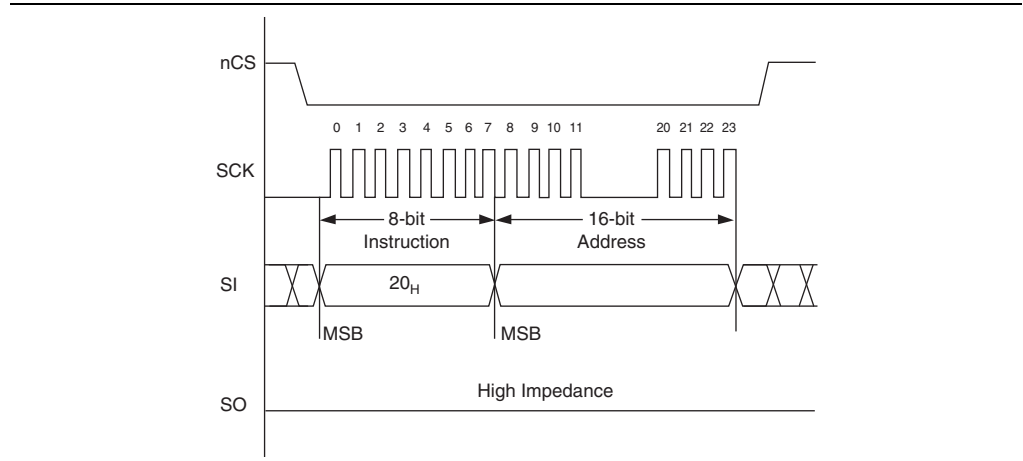 nCS
0 1 2 3 4 5 6 7 8 9 10 11 20 21 22 23
SCK
8-bit 16-bit
Instruction Address
SI 20H
MSB MSB
High Impedance
SO